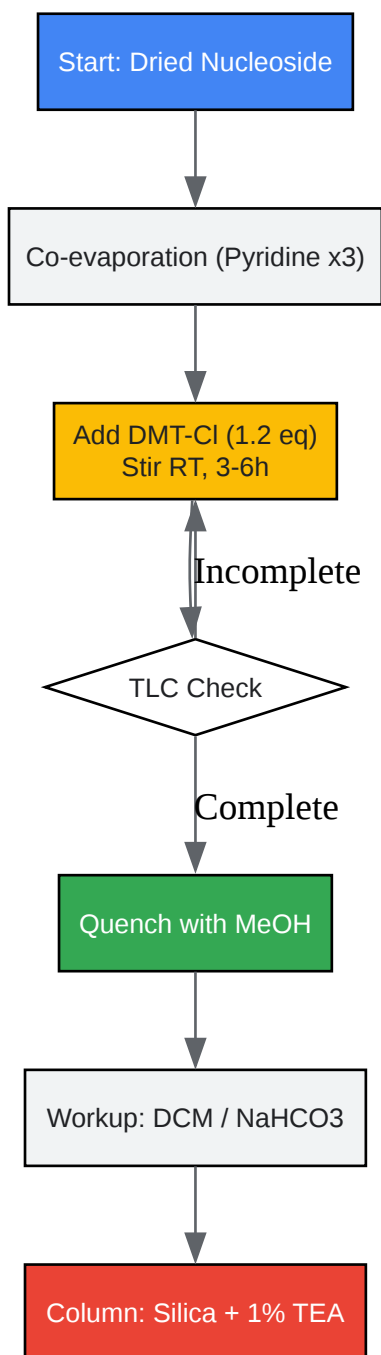 Start: Dried Nucleoside
Co-evaporation (Pyridine x3)
Add DMT-Cl (1.2 eq)
Stir RT, 3-6h
Incomplete
TLC Check
Complete
Quench with MeOH
Workup: DCM / NaHCO3
Column: Silica + 1% TEA